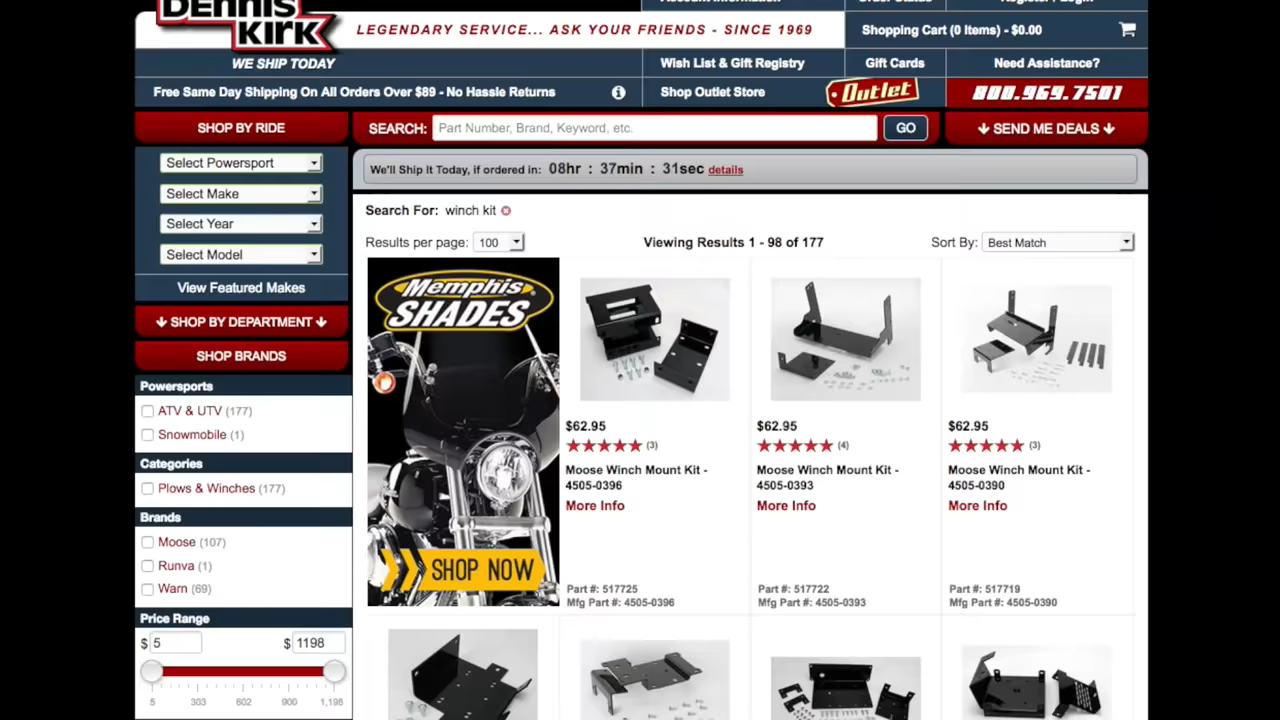 Account Information
Order Status
Register / Login
DENNIS
KIRK
WE SHIP TODAY
LEGENDARY SERVICE... ASK YOUR FRIENDS - SINCE 1969
Shopping Cart (0 Items) - $0.00
Wish List & Gift Registry
Gift Cards
Need Assistance?
Free Same Day Shipping On All Orders Over $89 - No Hassle Returns
Shop Outlet Store
Outlet
800.969.7501
SHOP BY RIDE
SEARCH:
Part Number, Brand, Keyword, etc.
GO
SEND ME DEALS
Select Powersport
Select Make
Select Year
Select Model
View Featured Makes
SHOP BY DEPARTMENT
SHOP BRANDS
Powersports
ATV & UTV (177)
Snowmobile (1)
Categories
Plows & Winches (177)
Brands
Moose (107)
Runva (1)
Warn (69)
Price Range
$ 5
$ 1198
5 303 602 900 1,198
We'll Ship It Today, if ordered in: 08hr : 37min : 31sec details
Search For: winch kit
Results per page: 100
Viewing Results 1 - 98 of 177
Sort By: Best Match
Memphis
SHADES
SHOP NOW
$62.95
(3)
Moose Winch Mount Kit -
4505-0396
More Info
Part #: 517725
Mfg Part #: 4505-0396
$62.95
(4)
Moose Winch Mount Kit -
4505-0393
More Info
Part #: 517722
Mfg Part #: 4505-0393
$62.95
(3)
Moose Winch Mount Kit -
4505-0390
More Info
Part #: 517719
Mfg Part #: 4505-0390